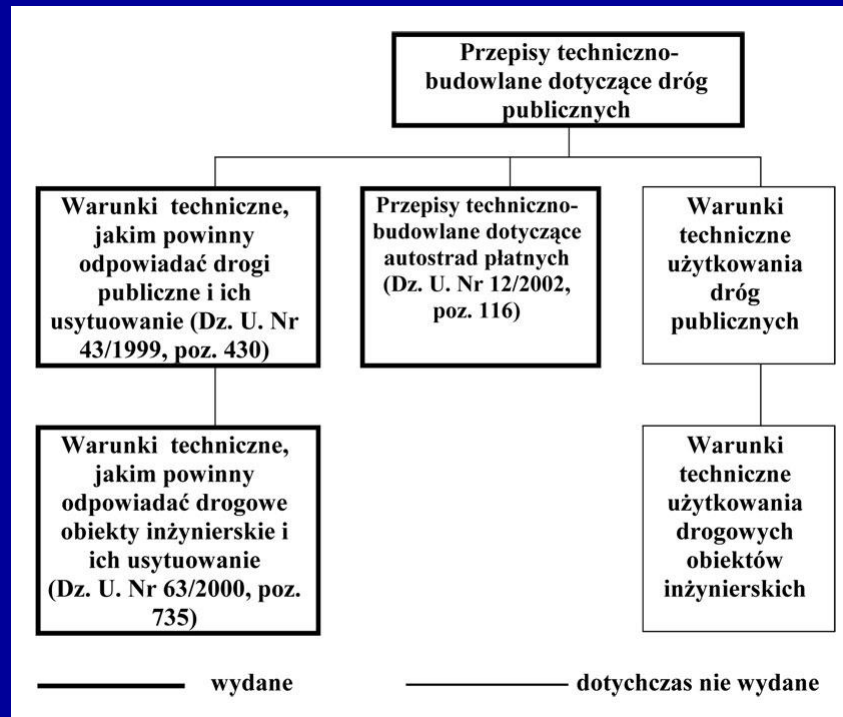 Przepisy techniczno-
budowlane dotyczące dróg
publicznych
Warunki techniczne,
jakim powinny
odpowiadać drogi
publiczne i ich
usytuowanie (Dz. U. Nr
43/1999, poz. 430)
Przepisy techniczno-
budowlane dotyczące
autostrad płatnych
(Dz. U. Nr 12/2002,
poz. 116)
Warunki
techniczne
użytkowania
dróg
publicznych
Warunki techniczne,
jakim powinny
odpowiadać drogowe
obiekty inżynierskie i
ich usytuowanie
(Dz. U. Nr 63/2000, poz.
735)
Warunki
techniczne
użytkowania
drogowych
obiektów
inżynierskich
wydane
dotychczas nie wydane